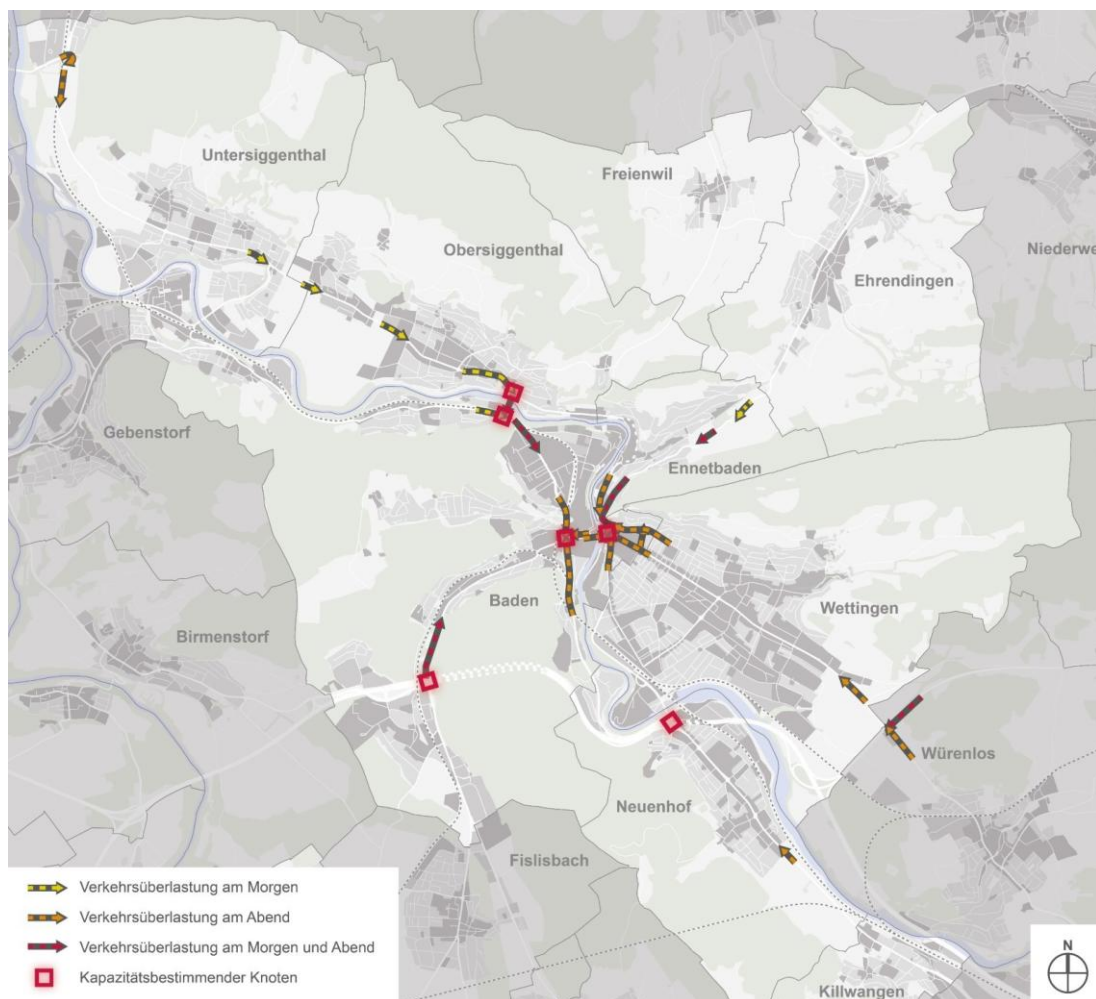 Untersiggenthal
Freienwil
Obersiggenthal
Niederwe
Ehrendingen
Gebenstorf
Ennetbaden
Baden
Wettingen
Birmenstorf
Würenlos
Neuenhof
Fislisbach
Killwangen
Verkehrsüberlastung am Morgen
Verkehrsüberlastung am Abend
Verkehrsüberlastung am Morgen und Abend
Kapazitätsbestimmender Knoten
N